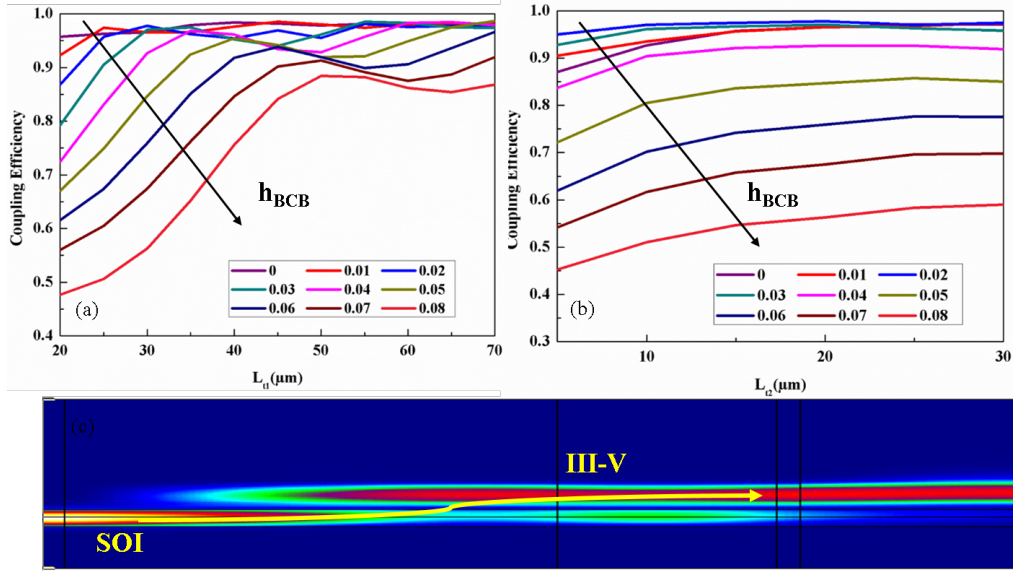 1.0
0.9
0.8
0.7
0.6
0.5
0.4
Coupling Efficiency
h_BCB
0 0.01 0.02
0.03 0.04 0.05
0.06 0.07 0.08
(a)
20 30 40 50 60 70
L_t1(μm)
1.0
0.9
0.8
0.7
0.6
0.5
0.4
0.3
Coupling Efficiency
h_BCB
0 0.01 0.02
0.03 0.04 0.05
0.06 0.07 0.08
(b)
10 20 30
L_t2(μm)
(c)
III-V
SOI